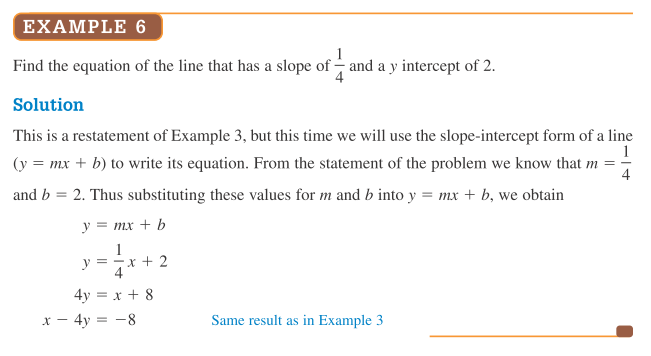 EXAMPLE 6
Find the equation of the line that has a slope of 1/4 and a y intercept of 2.
Solution
This is a restatement of Example 3, but this time we will use the slope-intercept form of a line
(y = mx + b) to write its equation. From the statement of the problem we know that m = 1/4
and b = 2. Thus substituting these values for m and b into y = mx + b, we obtain
y = mx + b
y = 1/4 x + 2
4y = x + 8
x − 4y = −8 Same result as in Example 3